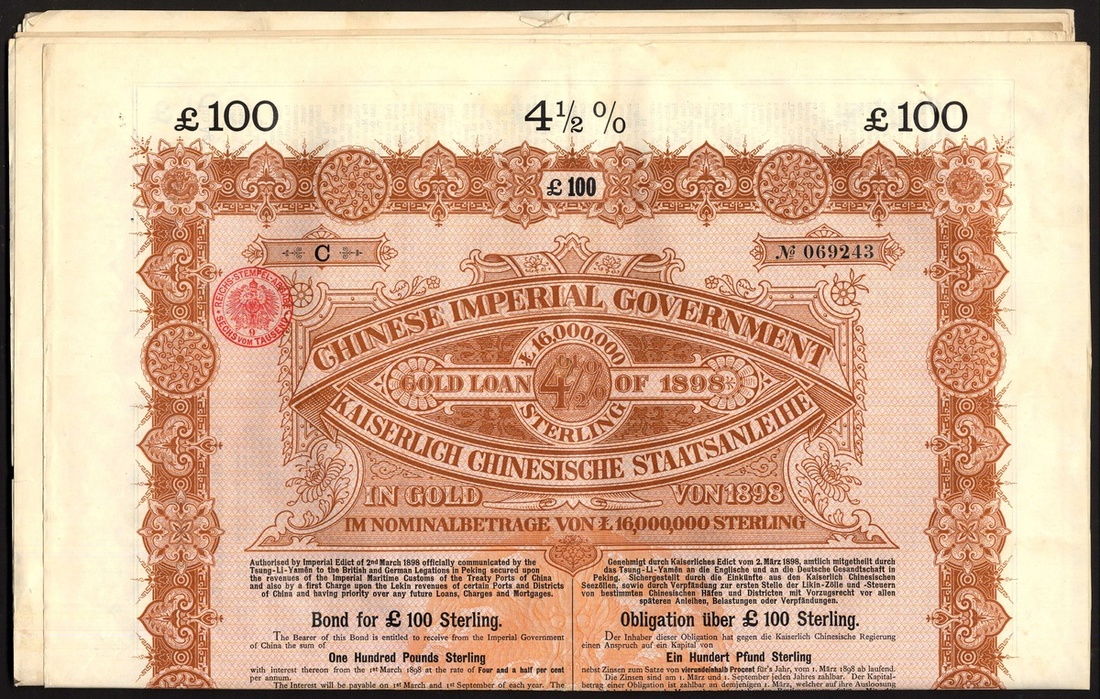 £ 100
4½ %
£ 100
£ 100
C
№ 069243
REICHS-STEMPEL-ABGABE
SECHS VOM TAUSEND
CHINESE IMPERIAL GOVERNMENT
£16,000,000
GOLD LOAN 4½% OF 1898
STERLING
KAISERLICH CHINESISCHE STAATSANLEIHE
IN GOLD VON 1898
IM NOMINALBETRAGE VON £ 16,000,000 STERLING
Authorised by Imperial Edict of 2nd March 1898 officially communicated by the
Tsung-Li-Yamên to the British and German Legations in Peking secured upon
the revenues of the Imperial Maritime Customs of the Treaty Ports of China
and also by a first Charge upon the Lekin revenues of certain Ports and Districts
of China and having priority over any future Loans, Charges and Mortgages.
Bond for £ 100 Sterling.
The Bearer of this Bond is entitled to receive from the Imperial Government
of China the sum of
One Hundred Pounds Sterling
with interest thereon from the 1st March 1898 at the rate of Four and a half per cent
per annum.
The Interest will be payable on 1st March and 1st September of each year. The
Genehmigt durch Kaiserliches Edict vom 2. März 1898, amtlich mitgetheilt durch
das Tsung-Li-Yamên an die Englische und an die Deutsche Gesandtschaft in
Peking. Sichergestellt durch die Einkünfte aus den Kaiserlich Chinesischen
Seezöllen, sowie durch Verpfändung zur ersten Stelle der Likin-Zölle und -Steuern
von bestimmten Chinesischen Häfen und Districten mit Vorzugsrecht vor allen
späteren Anleihen, Belastungen oder Verpfändungen.
Obligation über £ 100 Sterling.
Der Inhaber dieser Obligation hat gegen die Kaiserlich Chinesische Regierung
einen Anspruch auf ein Kapital von
Ein Hundert Pfund Sterling
nebst Zinsen zum Satze von viereundeinhalb Procent für's Jahr, vom 1. März 1898 ab laufend.
Die Zinsen sind am 1. März und 1. September jeden Jahres zahlbar. Der Kapital-
betrag einer Obligation ist zahlbar an demjenigen 1. März, welcher auf ihre Ausloosung